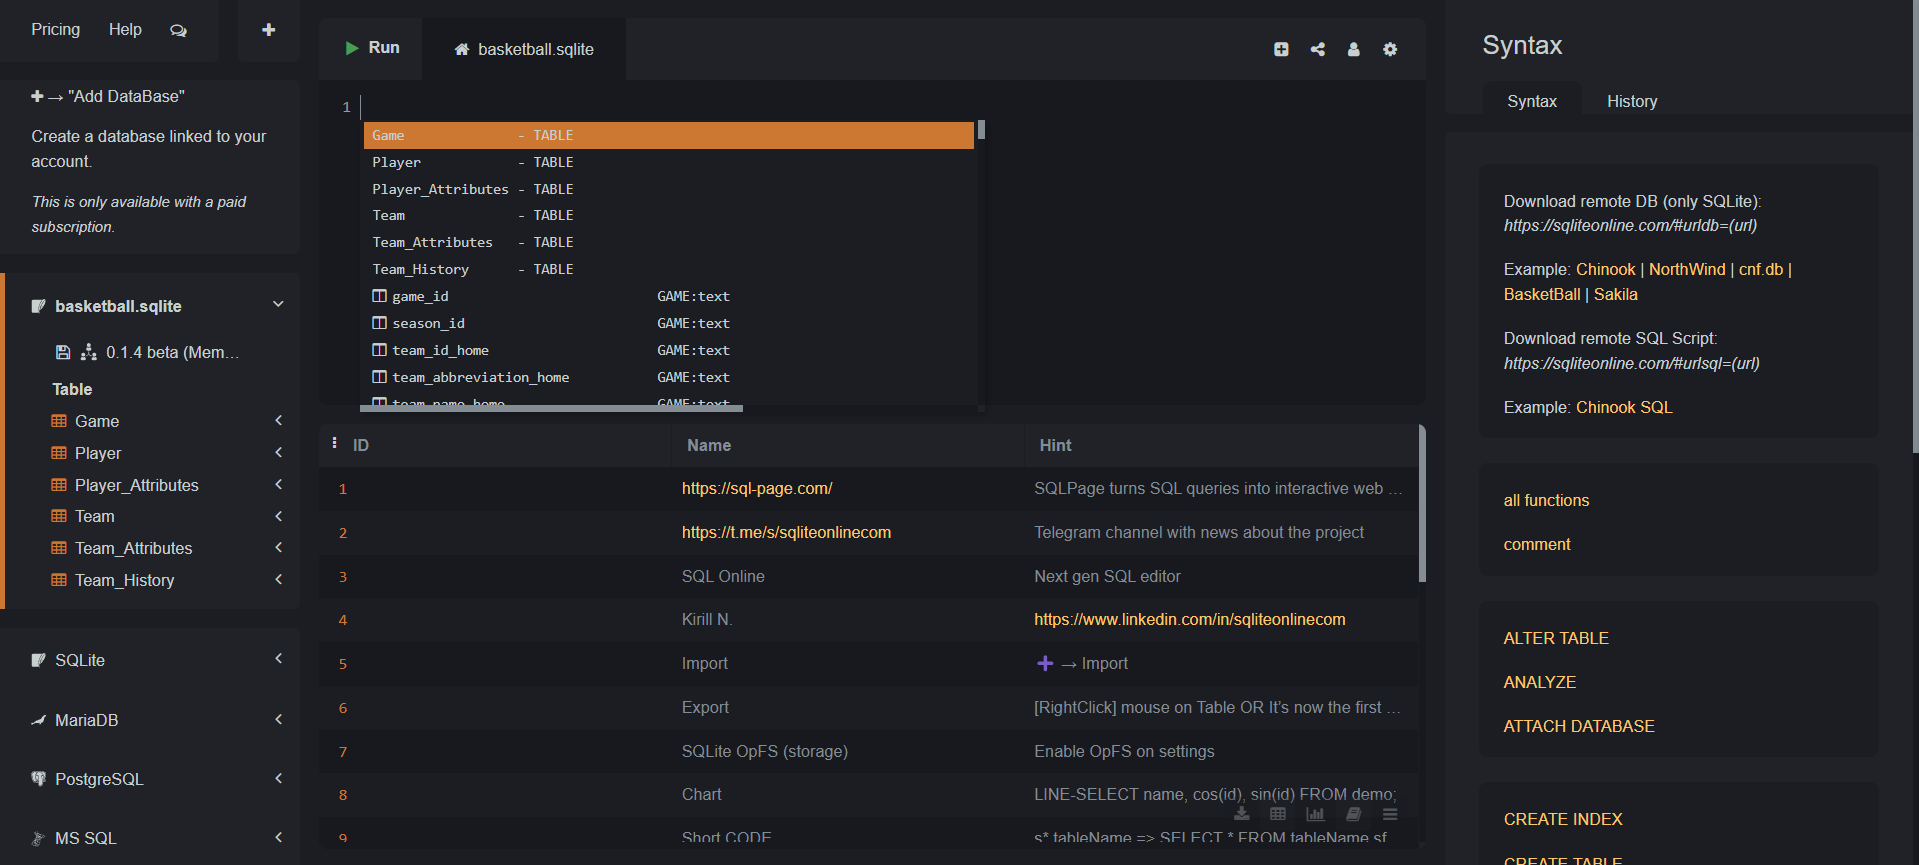 Pricing Help
"Add DataBase"
Create a database linked to your
account.
This is only available with a paid
subscription.
basketball.sqlite
0.1.4 beta (Mem…
Table
Game
Player
Player_Attributes
Team
Team_Attributes
Team_History
SQLite
MariaDB
PostgreSQL
MS SQL
Run basketball.sqlite
1
Game - TABLE
Player - TABLE
Player_Attributes - TABLE
Team - TABLE
Team_Attributes - TABLE
Team_History - TABLE
game_id GAME:text
season_id GAME:text
team_id_home GAME:text
team_abbreviation_home GAME:text
team_name_home GAME:text
ID Name Hint
1 https://sql-page.com/ SQLPage turns SQL queries into interactive web …
2 https://t.me/s/sqliteonlinecom Telegram channel with news about the project
3 SQL Online Next gen SQL editor
4 Kirill N. https://www.linkedin.com/in/sqliteonlinecom
5 Import → Import
6 Export [RightClick] mouse on Table OR It's now the first …
7 SQLite OpFS (storage) Enable OpFS on settings
8 Chart LINE-SELECT name, cos(id), sin(id) FROM demo;
9 Short CODE s* tableName => SELECT * FROM tableName sf
Syntax
Syntax History
Download remote DB (only SQLite):
https://sqliteonline.com/#urldb=(url)
Example: Chinook | NorthWind | cnf.db |
BasketBall | Sakila
Download remote SQL Script:
https://sqliteonline.com/#urlsql=(url)
Example: Chinook SQL
all functions
comment
ALTER TABLE
ANALYZE
ATTACH DATABASE
CREATE INDEX
CREATE TABLE